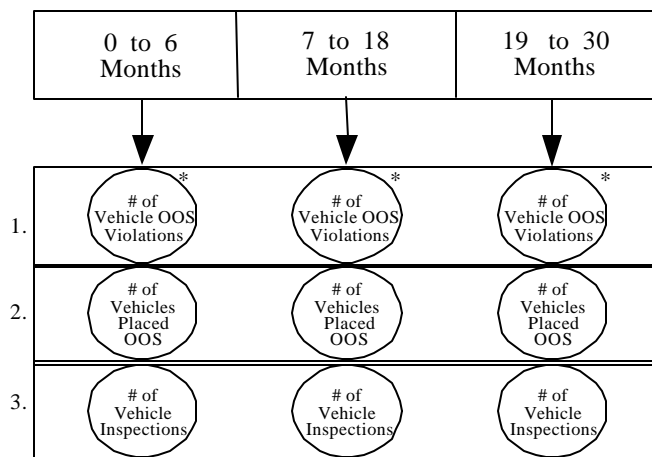 0 to 6
Months
7 to 18
Months
19 to 30
Months
1.
# of
Vehicle OOS
Violations
*
# of
Vehicle OOS
Violations
*
# of
Vehicle OOS
Violations
*
2.
# of
Vehicles
Placed
OOS
# of
Vehicles
Placed
OOS
# of
Vehicles
Placed
OOS
3.
# of
Vehicle
Inspections
# of
Vehicle
Inspections
# of
Vehicle
Inspections